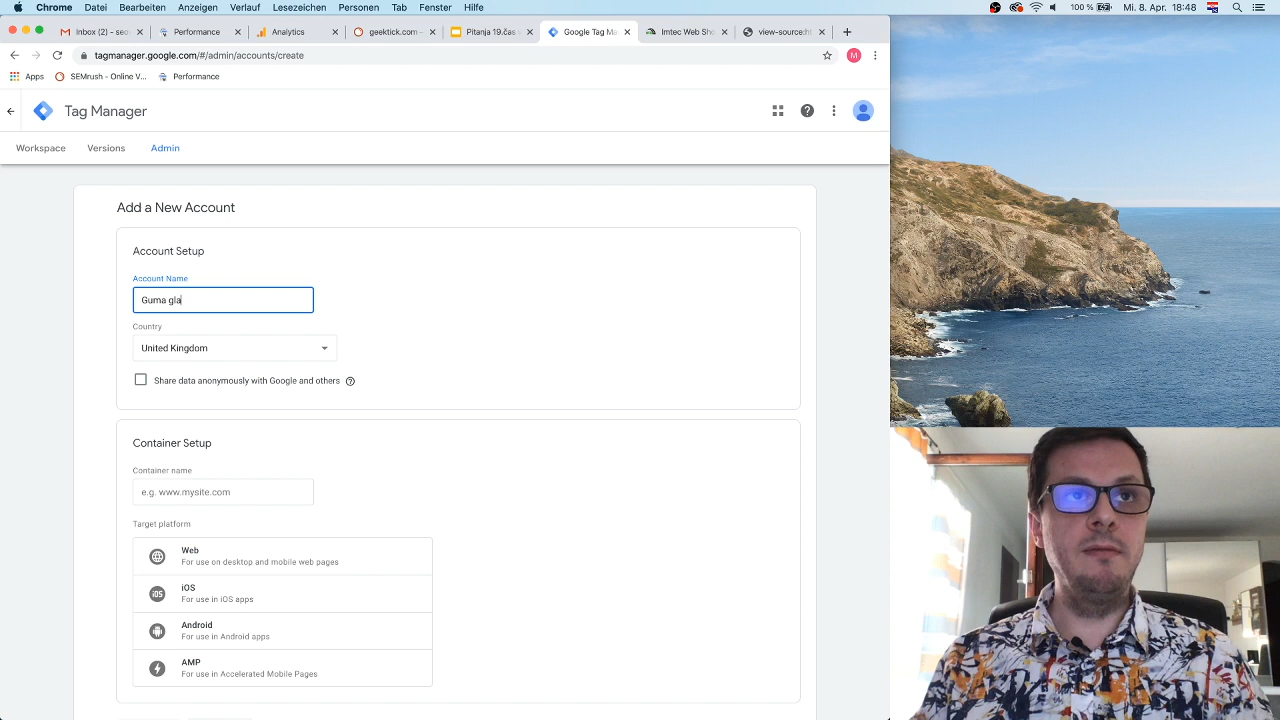 Chrome Datei Bearbeiten Anzeigen Verlauf Lesezeichen Personen Tab Fenster Hilfe 100 % Mi. 8. Apr. 18:48
Inbox (2) - seo Performance Analytics geektick.com – Pitanja 19.čas Google Tag Ma Imtec Web Sho view-source:ht
tagmanager.google.com/#/admin/accounts/create M
Apps SEMrush - Online V... Performance
Tag Manager
Workspace Versions Admin
Add a New Account
Account Setup
Account Name
Guma gla
Country
United Kingdom
Share data anonymously with Google and others
Container Setup
Container name
e.g. www.mysite.com
Target platform
Web
For use on desktop and mobile web pages
iOS
iOS
For use in iOS apps
Android
For use in Android apps
AMP
For use in Accelerated Mobile Pages